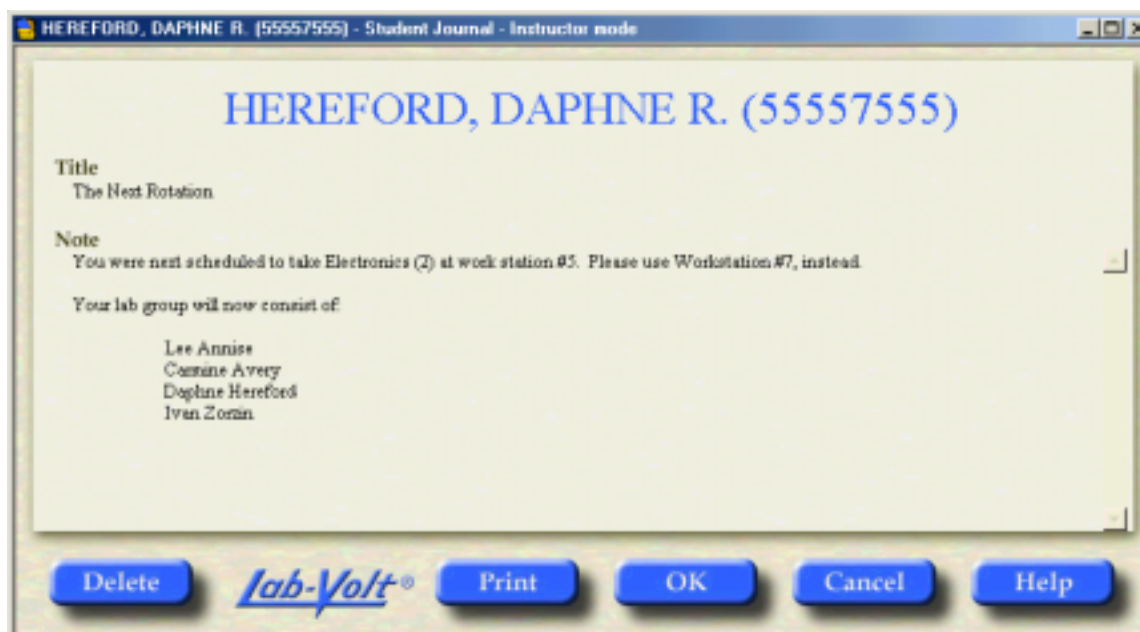 HEREFORD, DAPHNE R. (55557555) - Student Journal - Instructor mode
HEREFORD, DAPHNE R. (55557555)
Title
The Next Rotation
Note
You were next scheduled to take Electronics (2) at work station #5. Please use Workstation #7, instead.
Your lab group will now consist of:
Lee Annise
Carmine Avery
Daphne Hereford
Ivan
Delete
Lab-Volt®
Print
OK
Cancel
Help